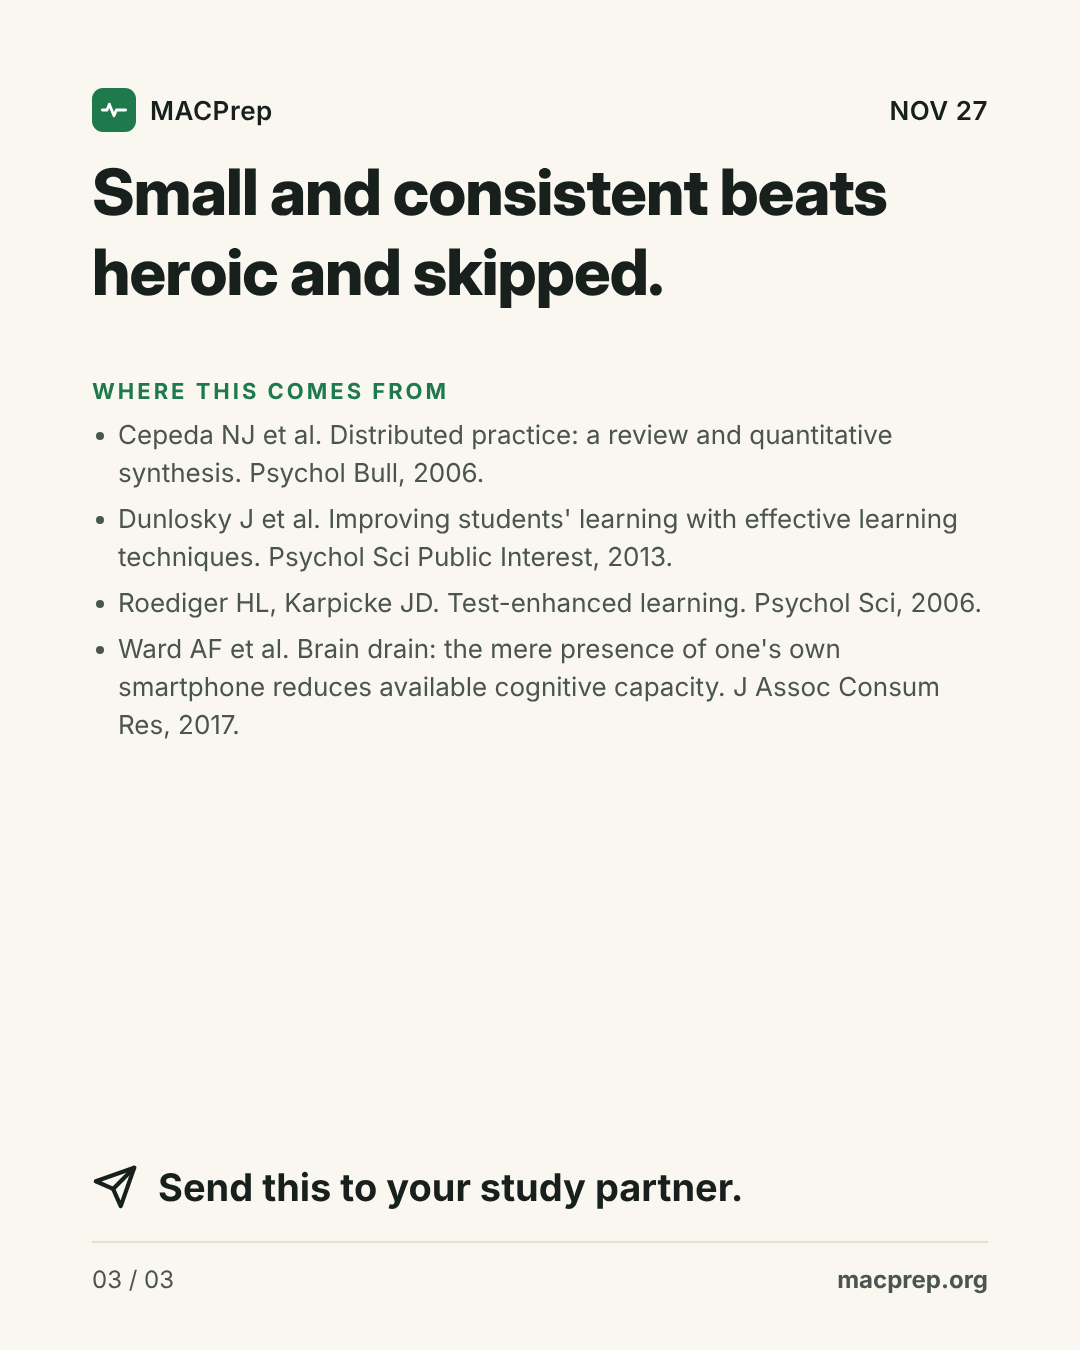 MACPrep
NOV 27
Small and consistent beats
heroic and skipped.
WHERE THIS COMES FROM
• Cepeda NJ et al. Distributed practice: a review and quantitative
synthesis. Psychol Bull, 2006.
• Dunlosky J et al. Improving students' learning with effective learning
techniques. Psychol Sci Public Interest, 2013.
• Roediger HL, Karpicke JD. Test-enhanced learning. Psychol Sci, 2006.
• Ward AF et al. Brain drain: the mere presence of one's own
smartphone reduces available cognitive capacity. J Assoc Consum
Res, 2017.
Send this to your study partner.
03 / 03
macprep.org